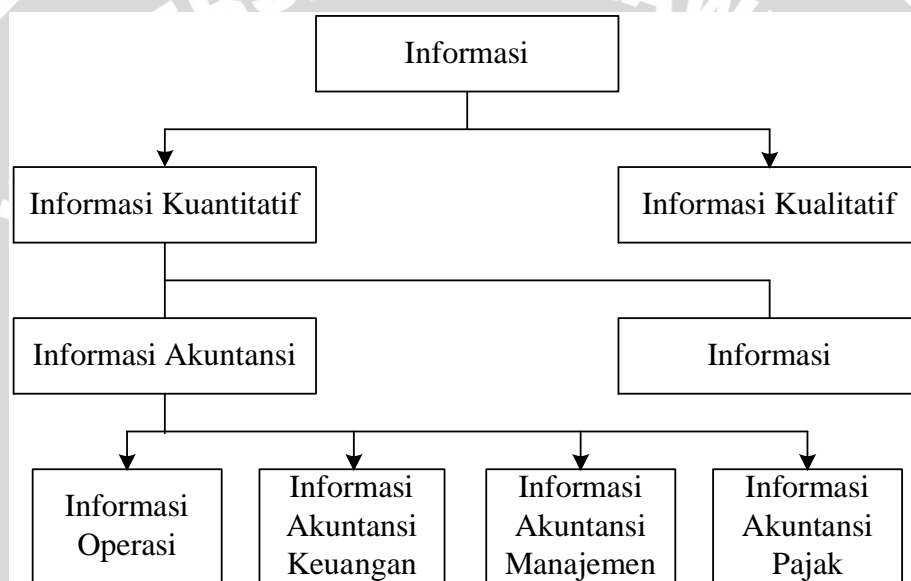 Informasi
Informasi Kuantitatif
Informasi Kualitatif
Informasi Akuntansi
Informasi
Informasi
Operasi
Informasi
Akuntansi
Keuangan
Informasi
Akuntansi
Manajemen
Informasi
Akuntansi
Pajak